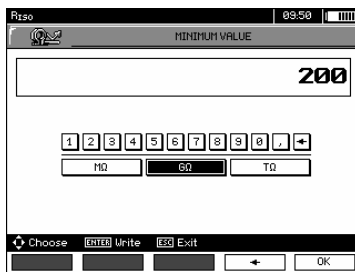 RISO 09:50
MINIMUM VALUE
200
1 2 3 4 5 6 7 8 9 0 , ←
MΩ GΩ TΩ
Choose ENTER Write ESC Exit
← OK